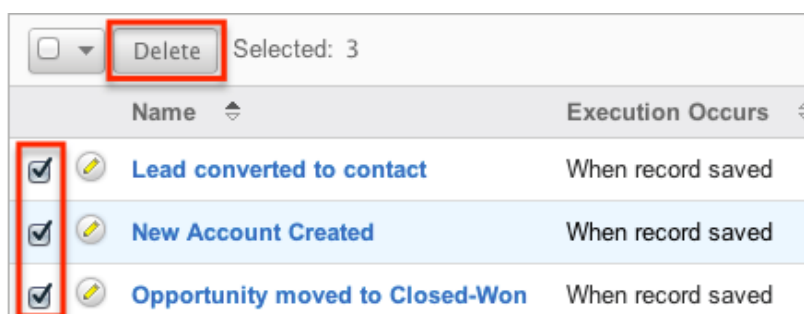 Delete Selected: 3
Name Execution Occurs
Lead converted to contact When record saved
New Account Created When record saved
Opportunity moved to Closed-Won When record saved